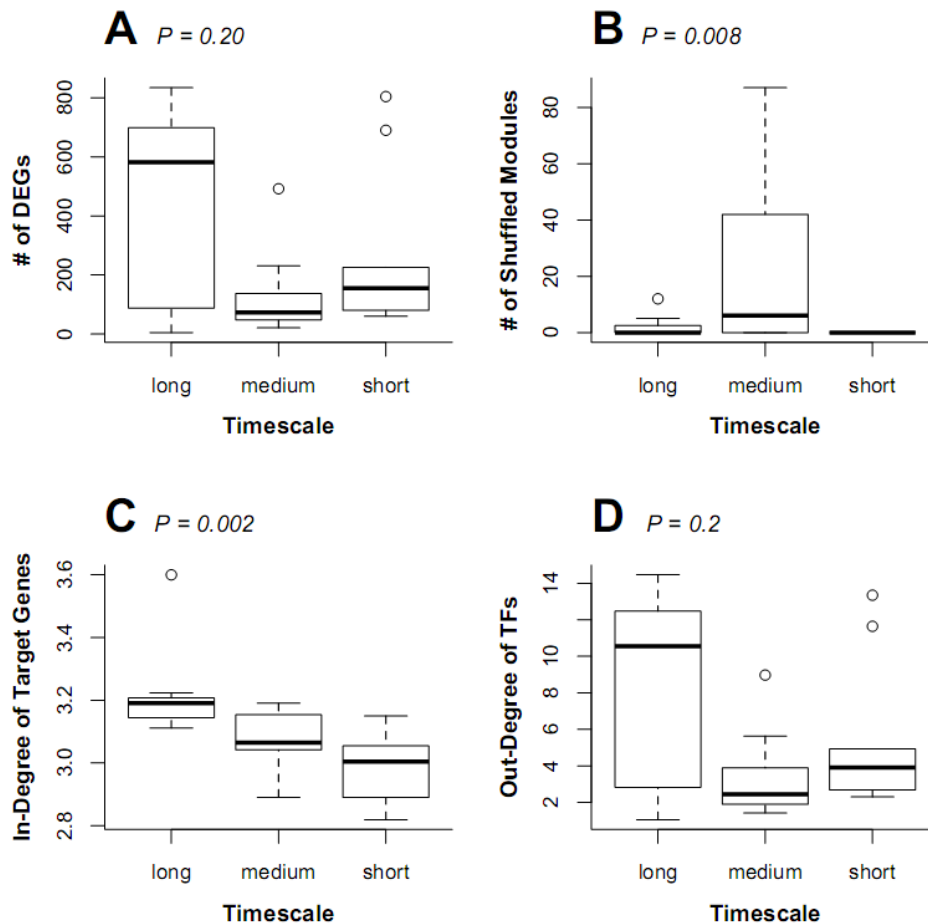 A P = 0.20
# of DEGs
800
600
400
200
0
long medium short
Timescale
B P = 0.008
# of Shuffled Modules
80
60
40
20
0
long medium short
Timescale
C P = 0.002
In-Degree of Target Genes
3.6
3.4
3.2
3.0
2.8
long medium short
Timescale
D P = 0.2
Out-Degree of TFs
14
10
8
6
4
2
long medium short
Timescale